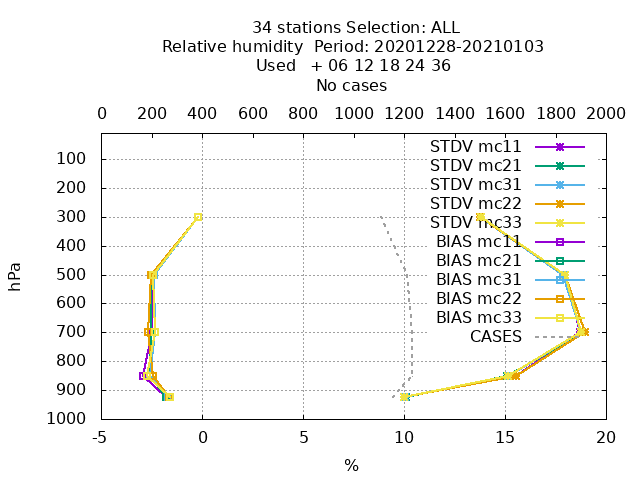 34 stations Selection: ALL
Relative humidity  Period: 20201228-20210103
Used   + 06 12 18 24 36
No cases
0 200 400 600 800 1000 1200 1400 1600 1800 2000
100
200
300
400
500
600
700
800
900
1000
hPa
STDV mc11
STDV mc21
STDV mc31
STDV mc22
STDV mc33
BIAS mc11
BIAS mc21
BIAS mc31
BIAS mc22
BIAS mc33
CASES
-5 0 5 10 15 20
%